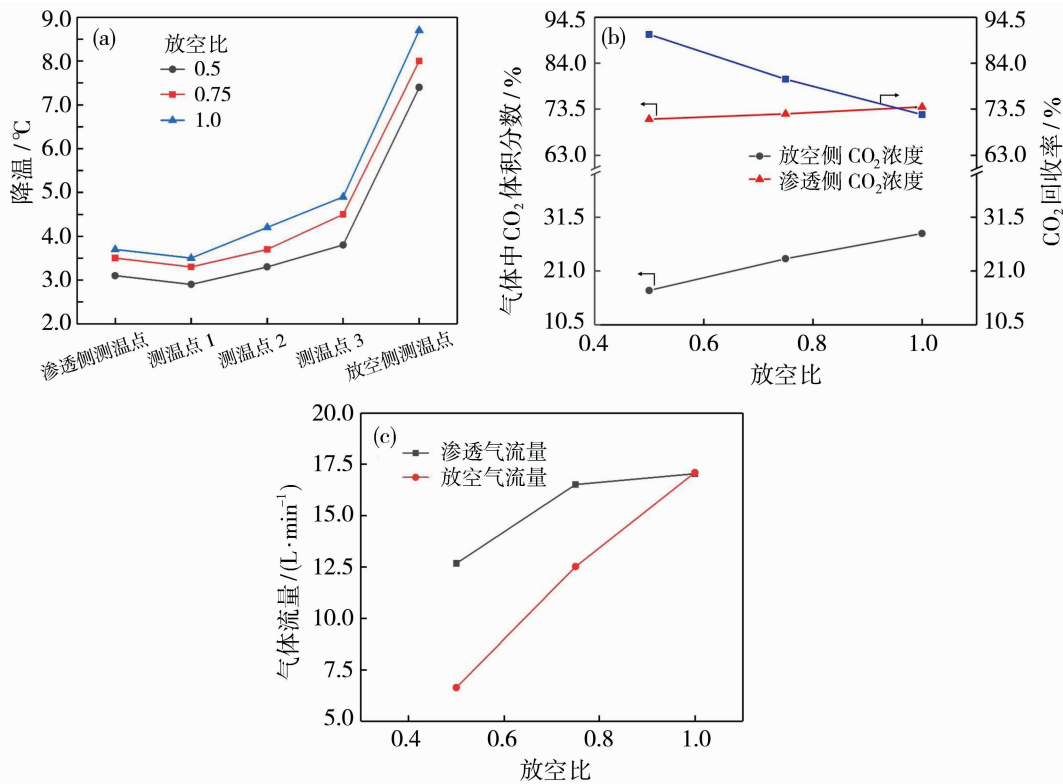 (a)
放空比
0.5
0.75
1.0
9.0
8.0
7.0
6.0
5.0
4.0
3.0
2.0
降温/℃
渗透侧测温点
测温点1
测温点2
测温点3
放空侧测温点
(b)
94.5
84.0
73.5
63.0
31.5
21.0
10.5
气体中CO₂体积分数/%
放空侧 CO₂浓度
渗透侧 CO₂浓度
94.5
84.0
73.5
63.0
31.5
21.0
10.5
CO₂回收率/%
0.4
0.6
0.8
1.0
放空比
(c)
渗透气流量
放空气流量
20.0
17.5
15.0
12.5
10.0
7.5
5.0
气体流量/(L·min⁻¹)
0.4
0.6
0.8
1.0
放空比